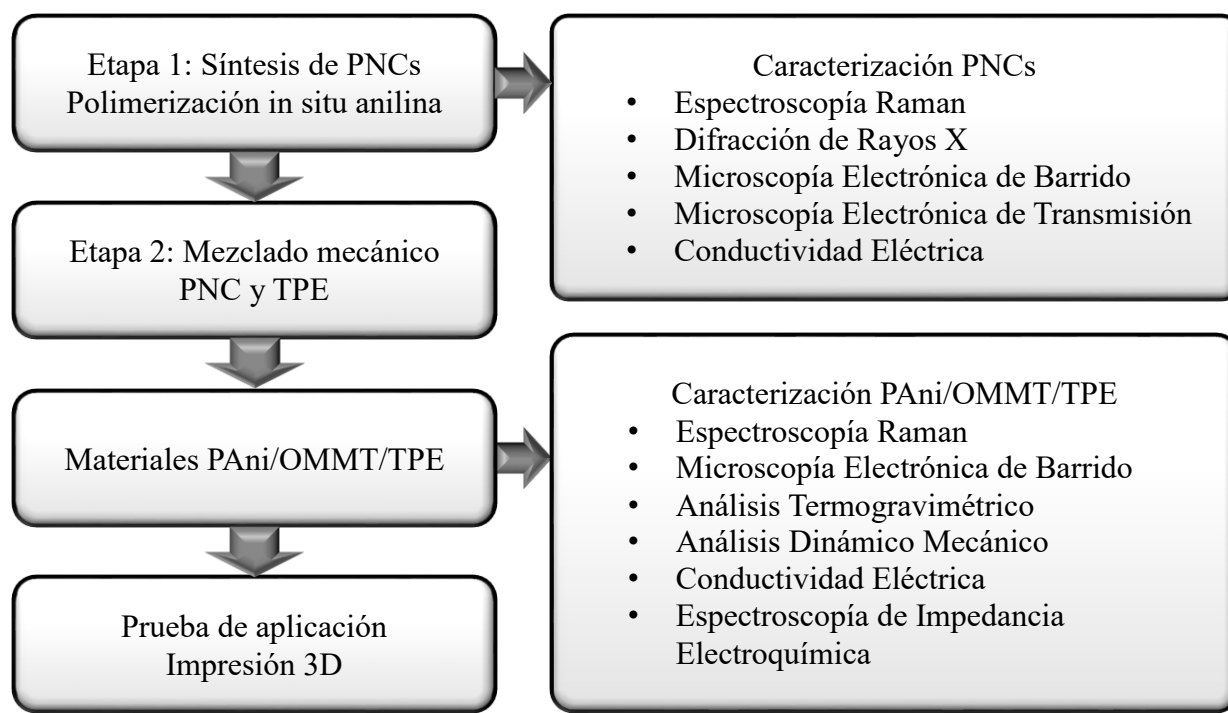 Etapa 1: Síntesis de PNCs
Polimerización in situ anilina
Caracterización PNCs
• Espectroscopía Raman
• Difracción de Rayos X
• Microscopía Electrónica de Barrido
• Microscopía Electrónica de Transmisión
• Conductividad Eléctrica
Etapa 2: Mezclado mecánico
PNC y TPE
Materiales PAni/OMMT/TPE
Caracterización PAni/OMMT/TPE
• Espectroscopía Raman
• Microscopía Electrónica de Barrido
• Análisis Termogravimétrico
• Análisis Dinámico Mecánico
• Conductividad Eléctrica
• Espectroscopía de Impedancia
Electroquímica
Prueba de aplicación
Impresión 3D